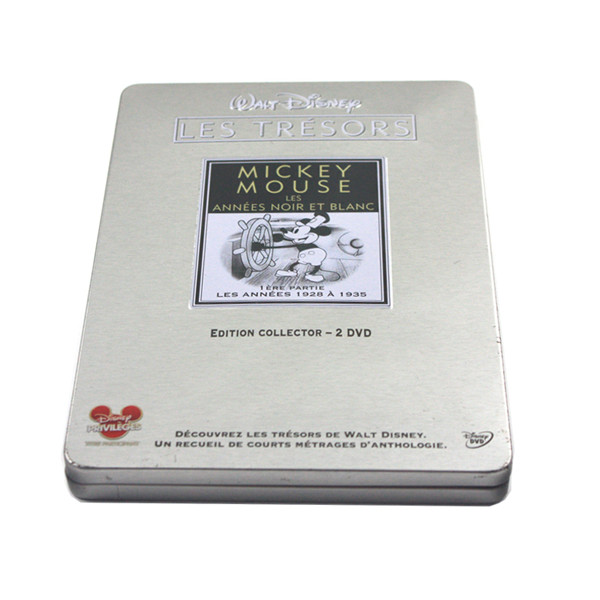 WALT DISNEY
LES TRÉSORS
MICKEY
MOUSE
LES
ANNÉES NOIR ET BLANC
1ÈRE PARTIE
LES ANNÉES 1928 À 1935
EDITION COLLECTOR – 2 DVD
Disney
PRIVILÈGES
DÉCOUVREZ LES TRÉSORS DE WALT DISNEY.
UN RECUEIL DE COURTS MÉTRAGES D'ANTHOLOGIE.
Disney
DVD